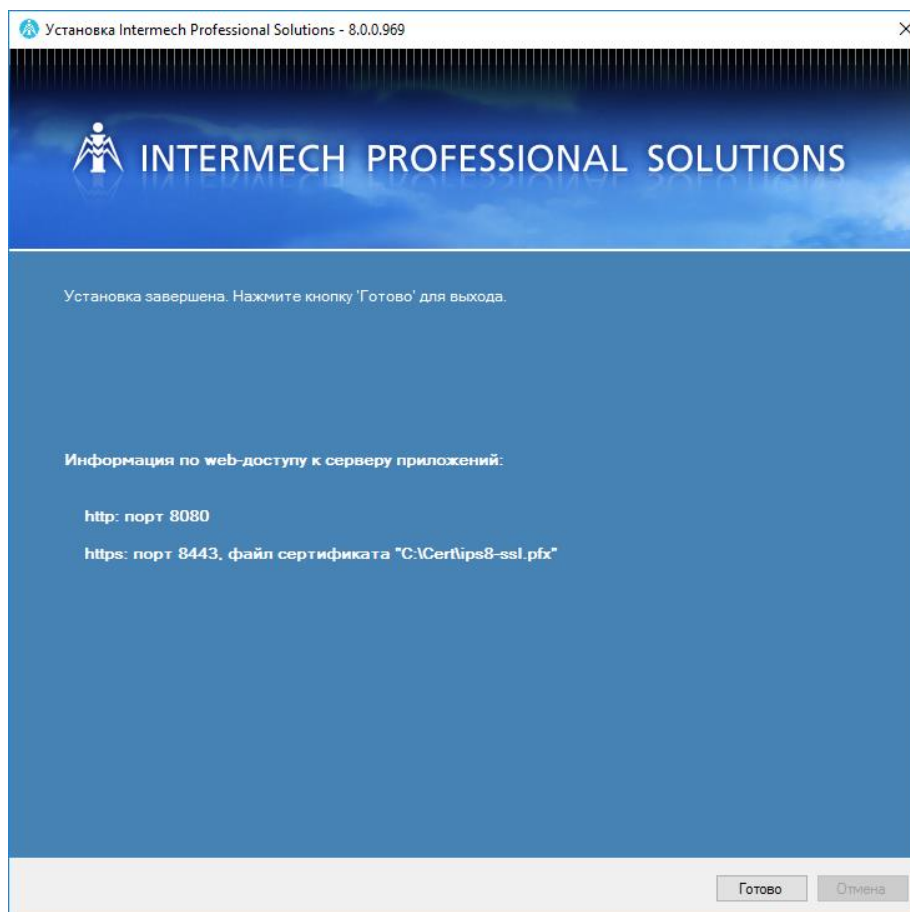 Установка Intermech Professional Solutions - 8.0.0.969
INTERMECH PROFESSIONAL SOLUTIONS
Установка завершена. Нажмите кнопку 'Готово' для выхода.
Информация по web-доступу к серверу приложений:
http: порт 8080
https: порт 8443, файл сертификата "C:\Cert\ips8-ssl.pfx"
Готово Отмена